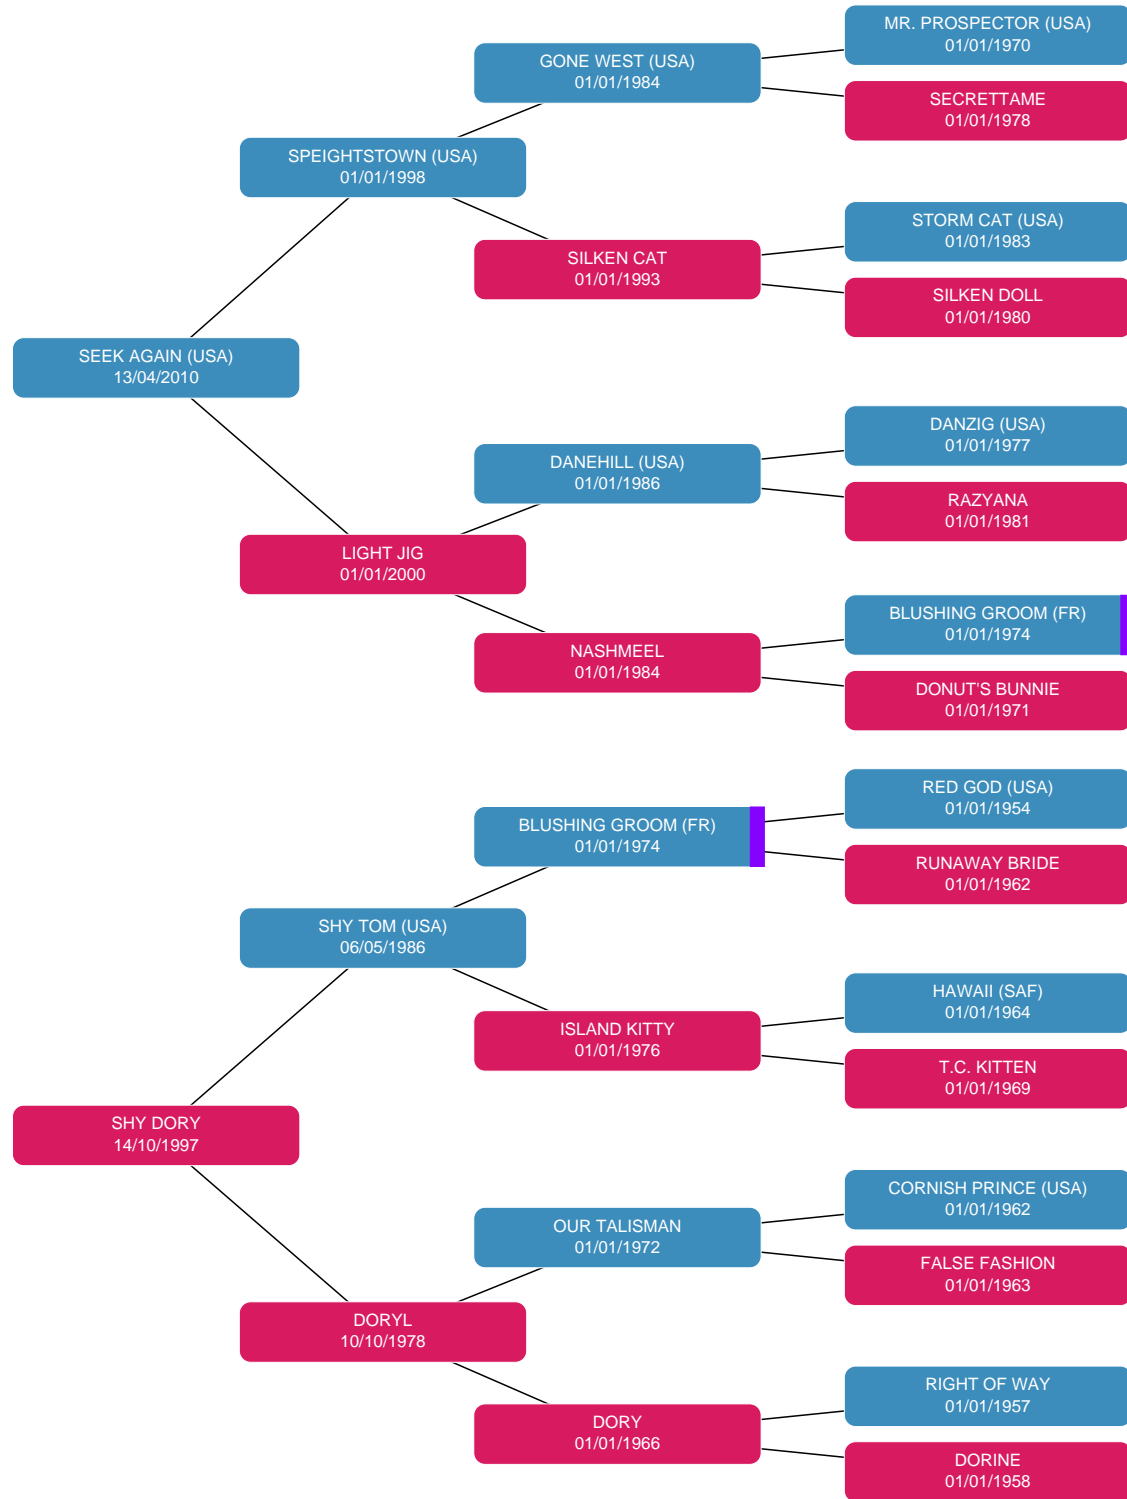 MR. PROSPECTOR (USA)
01/01/1970
GONE WEST (USA)
01/01/1984
SECRETTAME
01/01/1978
SPEIGHTSTOWN (USA)
01/01/1998
STORM CAT (USA)
01/01/1983
SILKEN CAT
01/01/1993
SILKEN DOLL
01/01/1980
SEEK AGAIN (USA)
13/04/2010
DANZIG (USA)
01/01/1977
DANEHILL (USA)
01/01/1986
RAZYANA
01/01/1981
LIGHT JIG
01/01/2000
BLUSHING GROOM (FR)
01/01/1974
NASHMEEL
01/01/1984
DONUT'S BUNNIE
01/01/1971
RED GOD (USA)
01/01/1954
BLUSHING GROOM (FR)
01/01/1974
RUNAWAY BRIDE
01/01/1962
SHY TOM (USA)
06/05/1986
HAWAII (SAF)
01/01/1964
ISLAND KITTY
01/01/1976
T.C. KITTEN
01/01/1969
SHY DORY
14/10/1997
CORNISH PRINCE (USA)
01/01/1962
OUR TALISMAN
01/01/1972
FALSE FASHION
01/01/1963
DORYL
10/10/1978
RIGHT OF WAY
01/01/1957
DORY
01/01/1966
DORINE
01/01/1958